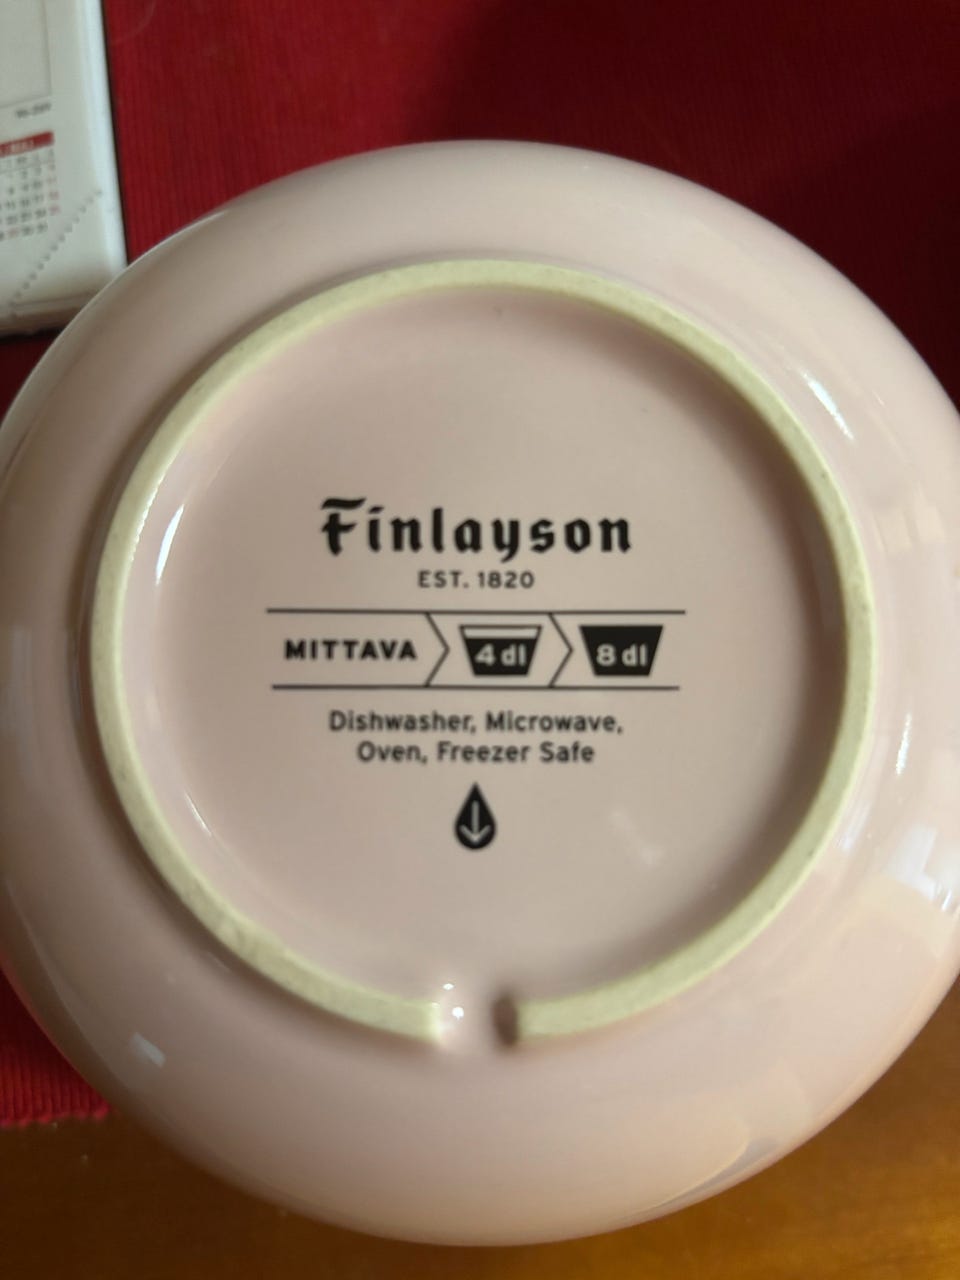 Finlayson
EST. 1820
MITTAVA 4 dl 8 dl
Dishwasher, Microwave,
Oven, Freezer Safe